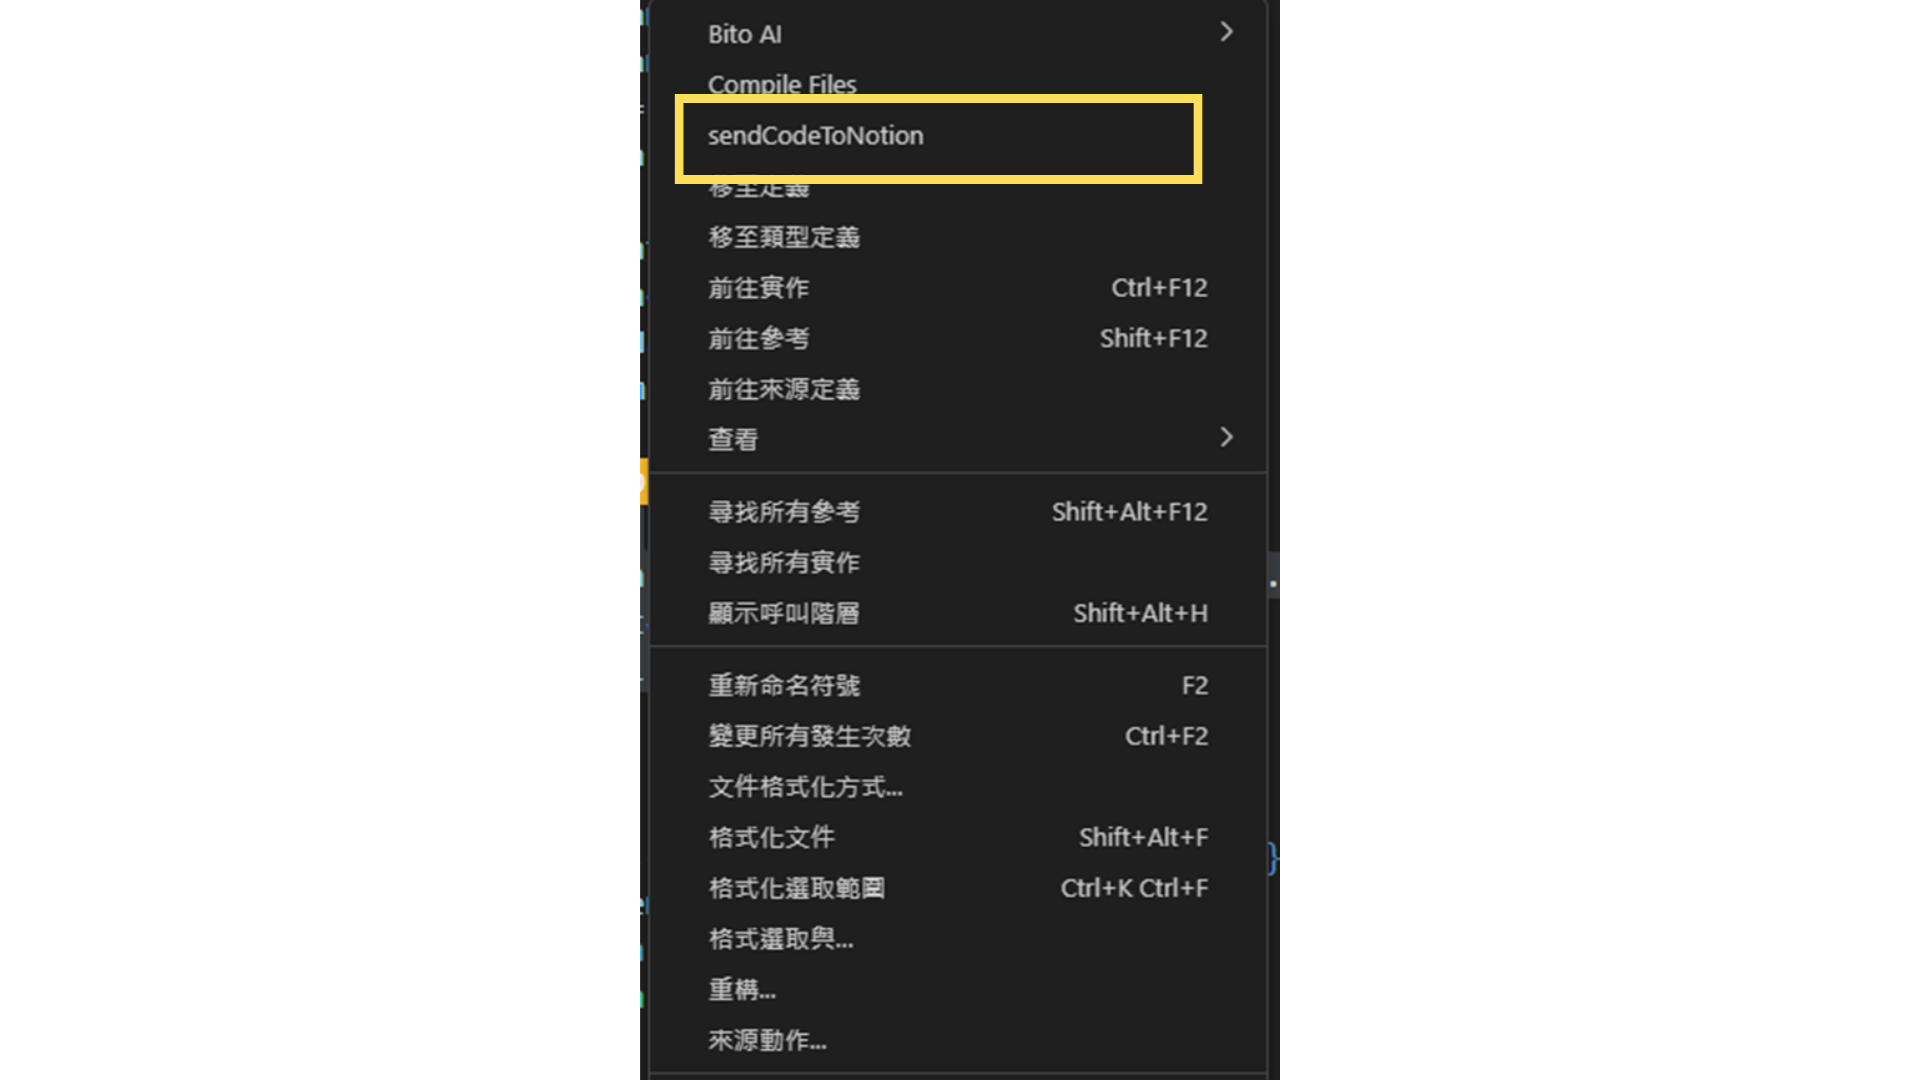 Bito AI
Compile Files
sendCodeToNotion
移至定義
移至類型定義
前往實作 Ctrl+F12
前往參考 Shift+F12
前往來源定義
查看
尋找所有參考 Shift+Alt+F12
尋找所有實作
顯示呼叫階層 Shift+Alt+H
重新命名符號 F2
變更所有發生次數 Ctrl+F2
文件格式化方式...
格式化文件 Shift+Alt+F
格式化選取範圍 Ctrl+K Ctrl+F
格式選取與...
重構...
來源動作...
}